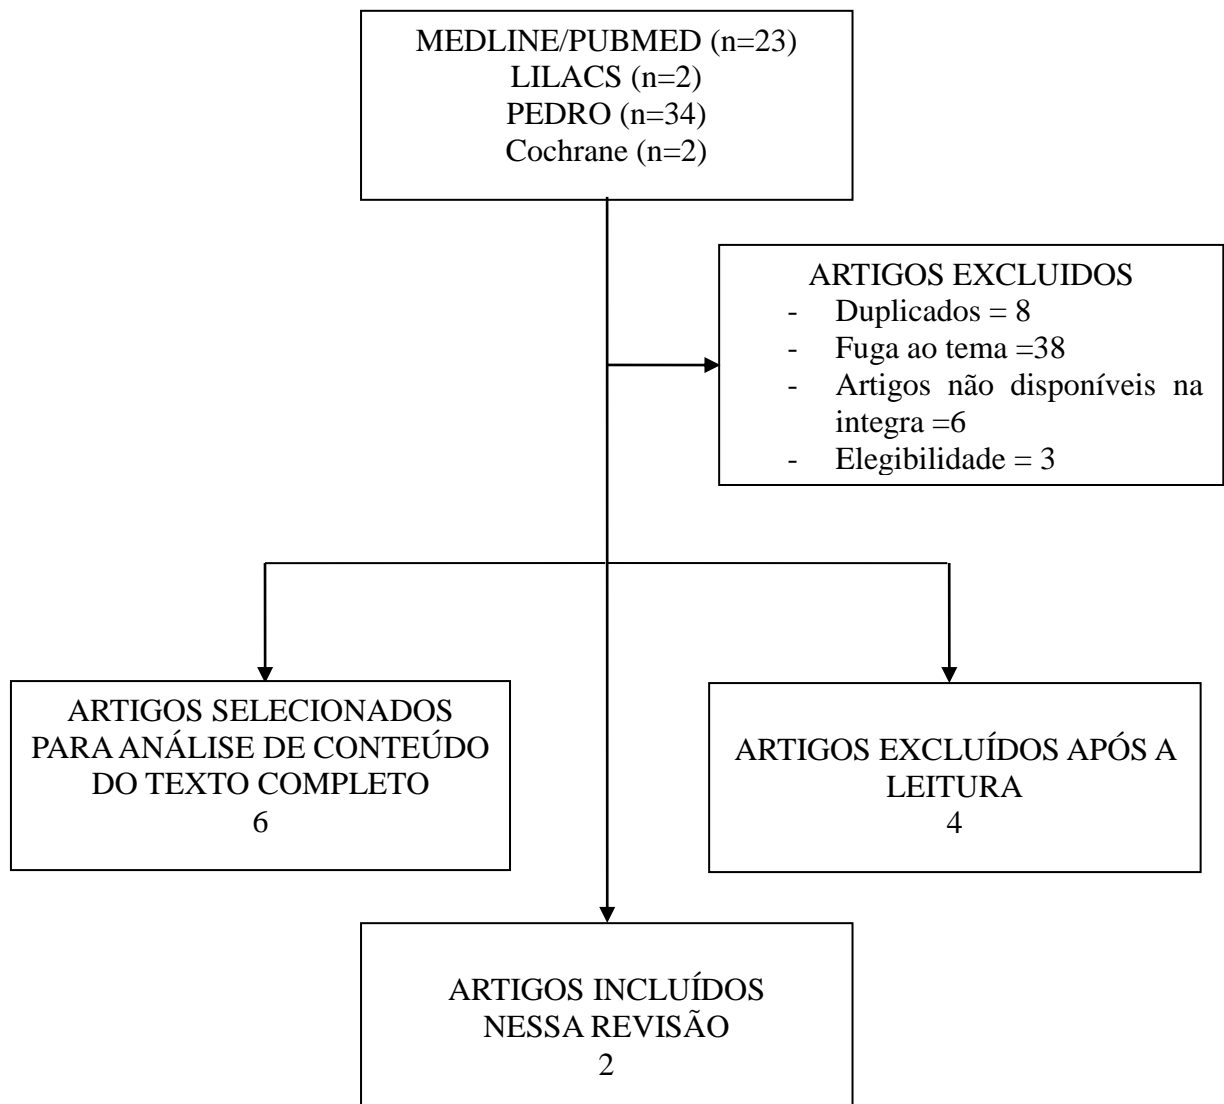 MEDLINE/PUBMED (n=23)
LILACS (n=2)
PEDRO (n=34)
Cochrane (n=2)
ARTIGOS EXCLUIDOS
- Duplicados = 8
- Fuga ao tema =38
- Artigos não disponíveis na
integra =6
- Elegibilidade = 3
ARTIGOS SELECIONADOS
PARA ANÁLISE DE CONTEÚDO
DO TEXTO COMPLETO
6
ARTIGOS EXCLUÍDOS APÓS A
LEITURA
4
ARTIGOS INCLUÍDOS
NESSA REVISÃO
2